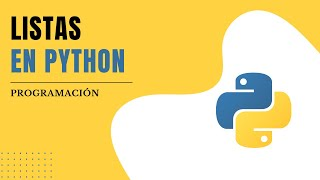 LISTAS
EN PYTHON
PROGRAMACIÓN